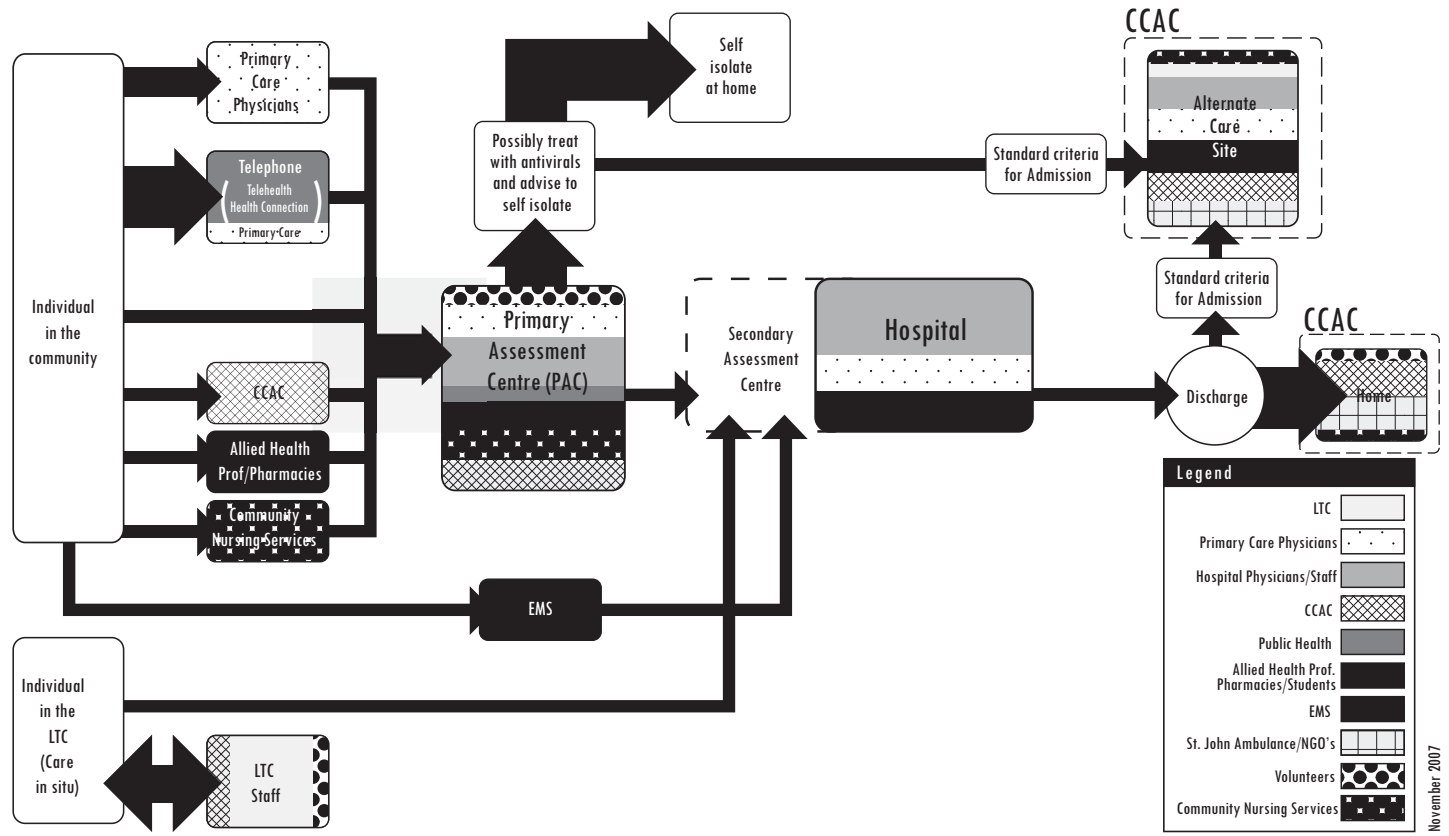 CCAC
Primary
Care
Physicians
Self
isolate
at home
Alternate
Care
Site
Telephone
(Telehealth
Health Connection)
Primary Care
Possibly treat
with antivirals
and advise to
self isolate
Standard criteria
for Admission
Individual
in the
community
Standard criteria
for Admission
Primary
Assessment
Centre (PAC)
Secondary
Assessment
Centre
Hospital
CCAC
CCAC
Discharge
Home
Allied Health
Prof/Pharmacies
Community
Nursing Services
EMS
Individual
in the
LTC
(Care
in situ)
LTC
Staff
Legend
LTC
Primary Care Physicians
Hospital Physicians/Staff
CCAC
Public Health
Allied Health Prof.
Pharmacies/Students
EMS
St. John Ambulance/NGO's
Volunteers
Community Nursing Services
November 2007